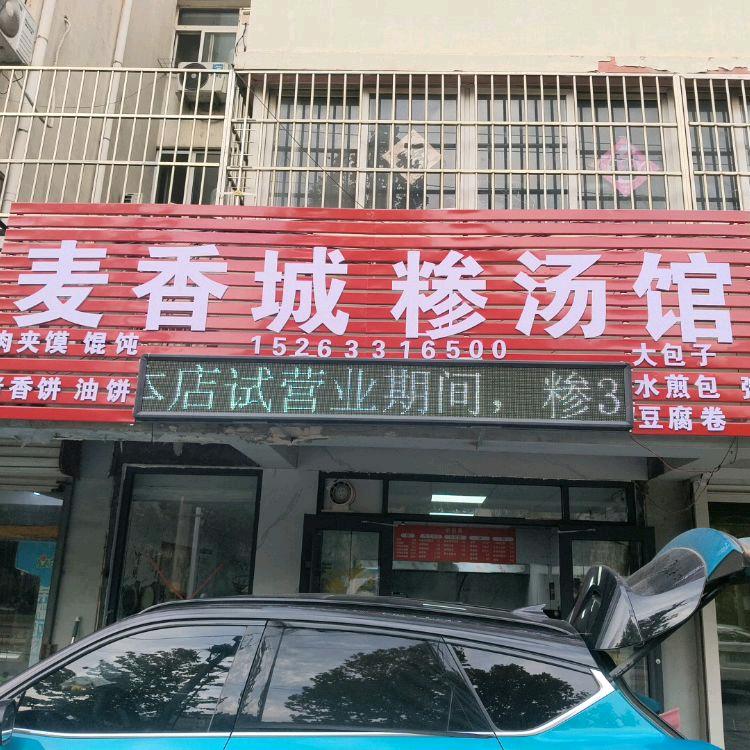 麦香城 糁汤馆
肉夹馍·馄饨
15263316500
大包子
香饼 油饼
本店试营业期间，糁3
水煎包
豆腐卷